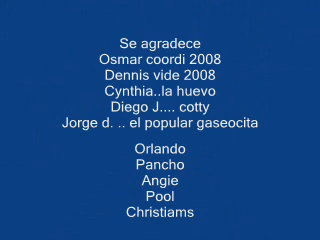 Se agradece
Osmar coordi 2008
Dennis vide 2008
Cynthia..la huevo
Diego J.... cotty
Jorge d. .. el popular gaseocita
Orlando
Pancho
Angie
Pool
Christiams